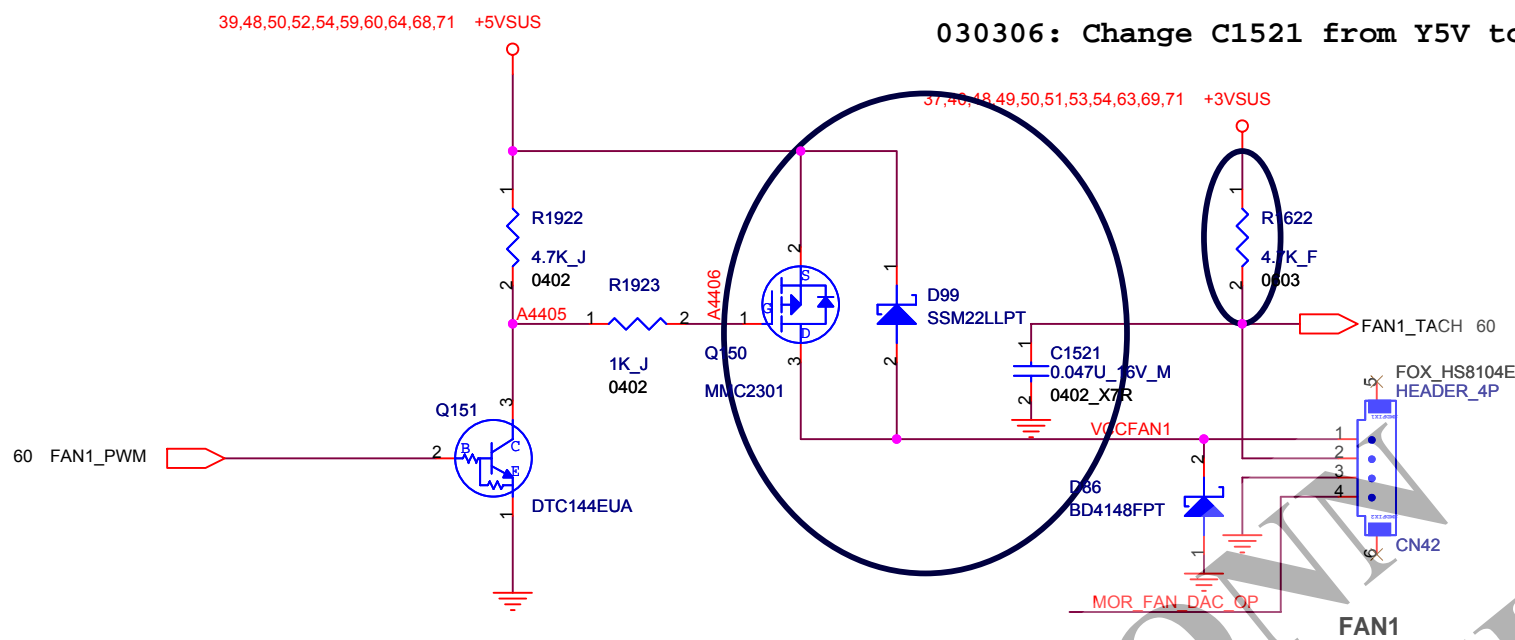 39,48,50,52,54,59,60,64,68,71 +5VSUS
030306: Change C1521 from Y5V to
37,40,48,49,50,51,53,54,63,69,71 +3VSUS
1
R1922
4.7K_J
0402
2
1
R1622
4.7K_F
0603
2
R1923
A4405
1
2
1K_J
0402
A4406
1
2
S
G
D
3
Q150
MMC2301
1
D99
SSM22LLPT
2
1
C1521
0.047U_16V_M
0402_X7R
2
FAN1_TACH 60
5
FOX_HS8104E
HEADER_4P
VCCFAN1
1
2
3
4
Q151
3
60 FAN1_PWM
2
B
C
E
DTC144EUA
1
2
D86
BD4148FPT
1
6
CN42
MOR_FAN_DAC_OP
FAN1